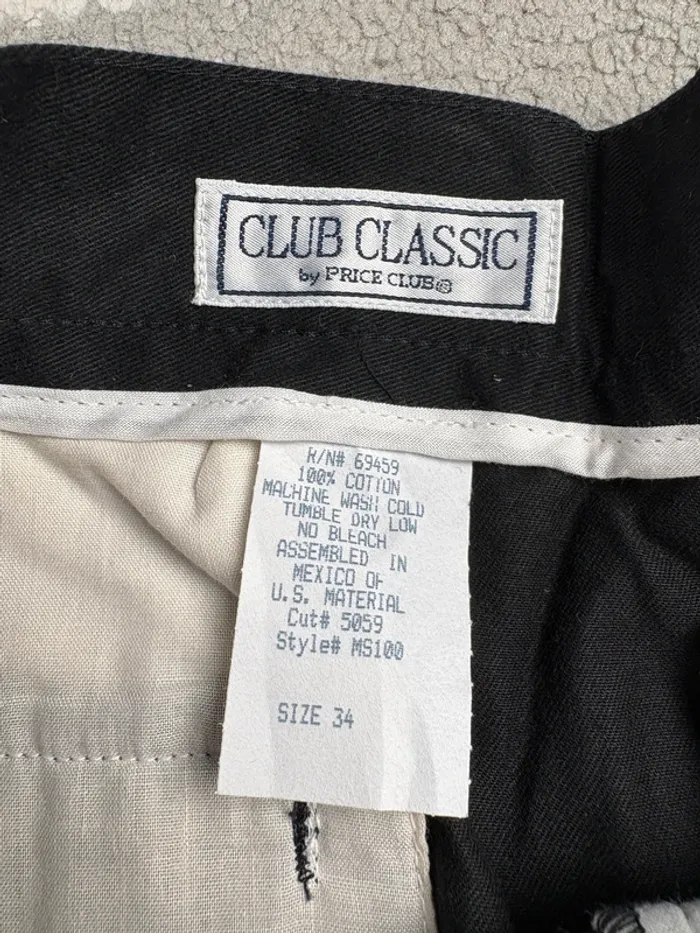 CLUB CLASSIC
by PRICE CLUB®
R/N# 69459
100% COTTON
MACHINE WASH COLD
TUMBLE DRY LOW
NO BLEACH
ASSEMBLED IN
MEXICO OF
U.S. MATERIAL
Cut# 5059
Style# MS100
SIZE 34